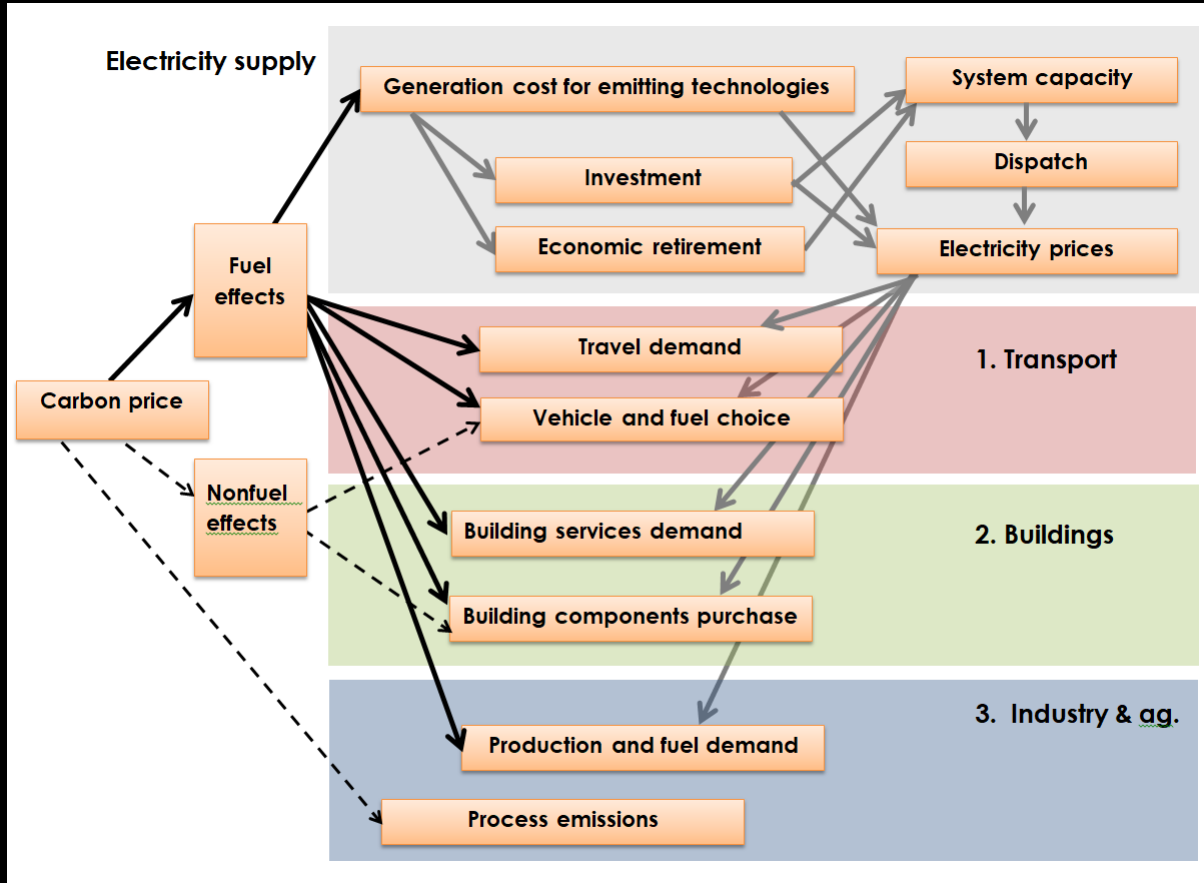 Electricity supply
Generation cost for emitting technologies
System capacity
Investment
Dispatch
Economic retirement
Electricity prices
Fuel
effects
Travel demand
1. Transport
Carbon price
Vehicle and fuel choice
Nonfuel
effects
Building services demand
2. Buildings
Building components purchase
3. Industry & ag.
Production and fuel demand
Process emissions